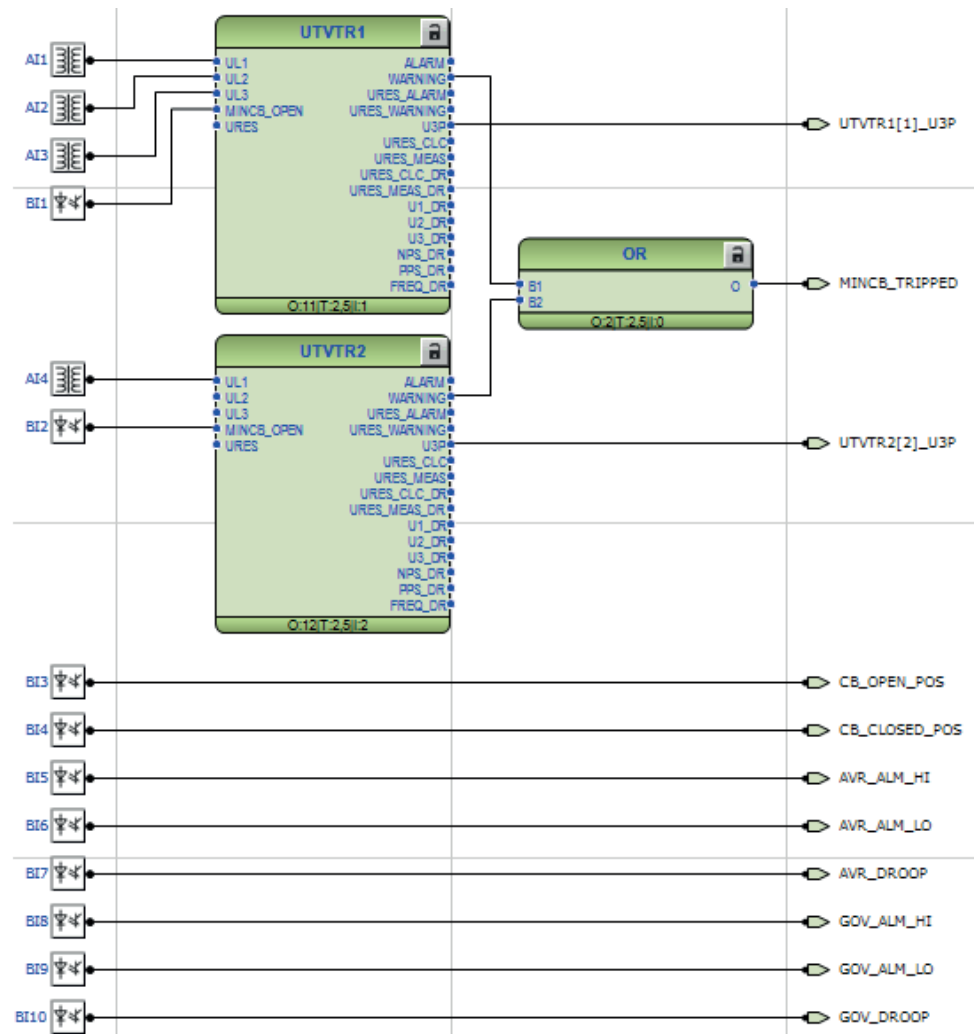 UTVTR1
AI1
UL1
ALARM
UL2
WARNING
AI2
UL3
URES_ALARM
MINCB_OPEN
URES_WARNING
URES
U3P
UTVTR1[1]_U3P
URES_CLC
AI3
URES_MEAS
URES_CLC_DR
URES_MEAS_DR
BI1
U1_DR
U2_DR
U3_DR
NPS_DR
PPS_DR
FREQ_DR
O:11|T:2,5|I:1
OR
B1
O
MINCB_TRIPPED
B2
O:2|T:2,5|I:0
UTVTR2
AI4
UL1
ALARM
UL2
WARNING
UL3
URES_ALARM
BI2
MINCB_OPEN
URES_WARNING
URES
U3P
UTVTR2[2]_U3P
URES_CLC
URES_MEAS
URES_CLC_DR
URES_MEAS_DR
U1_DR
U2_DR
U3_DR
NPS_DR
PPS_DR
FREQ_DR
O:12|T:2,5|I:2
BI3 CB_OPEN_POS
BI4 CB_CLOSED_POS
BI5 AVR_ALM_HI
BI6 AVR_ALM_LO
BI7 AVR_DROOP
BI8 GOV_ALM_HI
BI9 GOV_ALM_LO
BI10 GOV_DROOP